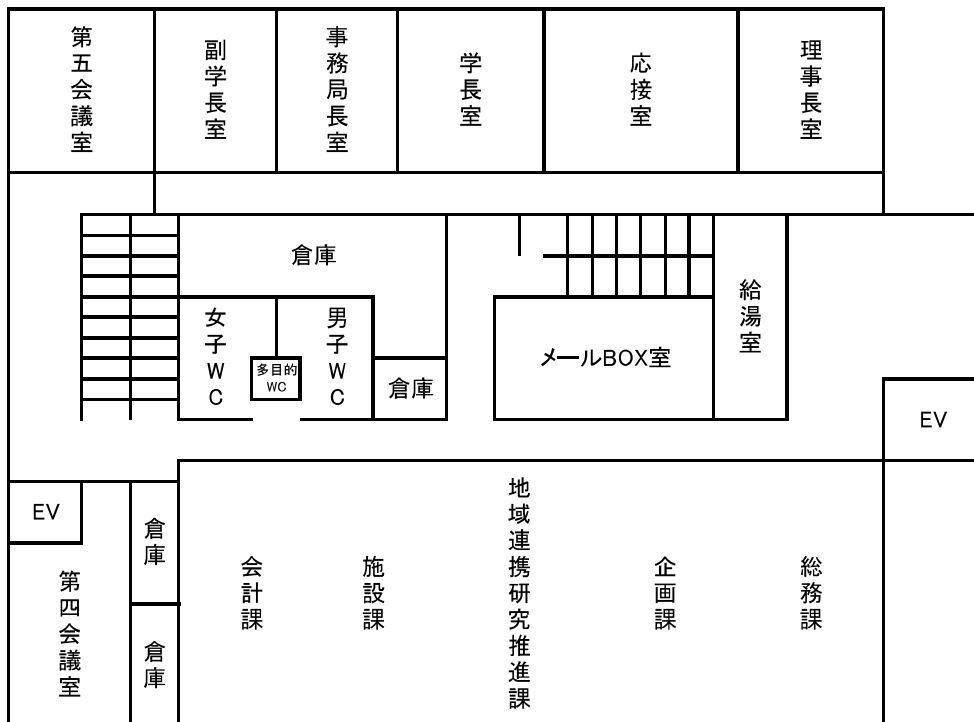 第五会議室
副学長室
事務局長室
学長室
応接室
理事長室
倉庫
給湯室
女子WC
男子WC
メールBOX室
多目的
WC
倉庫
EV
EV
倉庫
倉庫
第四会議室
会計課
施設課
地域連携研究推進課
企画課
総務課